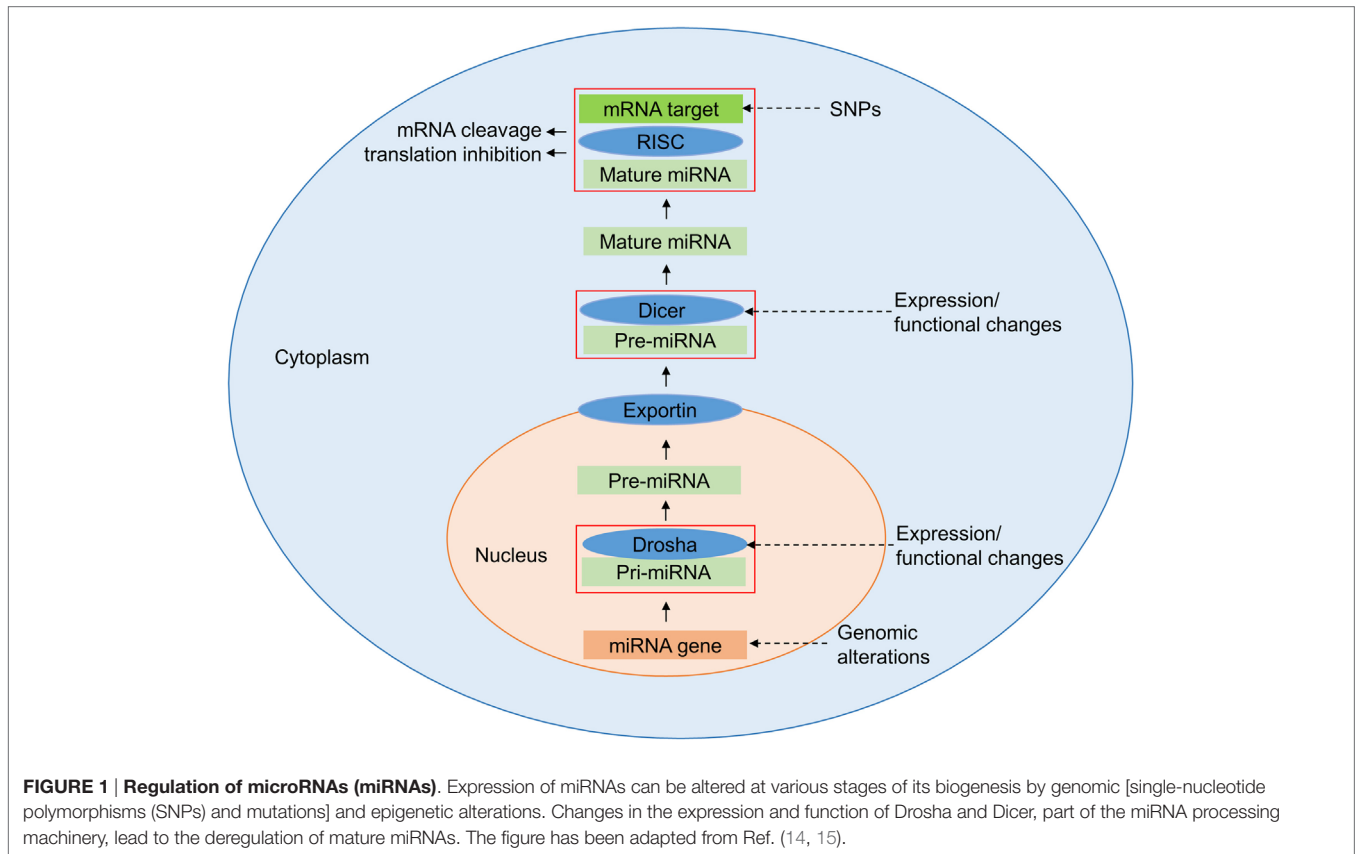 mRNA target
SNPs
mRNA cleavage
translation inhibition
RISC
Mature miRNA
Mature miRNA
Dicer
Pre-miRNA
Expression/
functional changes
Cytoplasm
Exportin
Pre-miRNA
Drosha
Pri-miRNA
Expression/
functional changes
Nucleus
miRNA gene
Genomic
alterations
FIGURE 1 | Regulation of microRNAs (miRNAs). Expression of miRNAs can be altered at various stages of its biogenesis by genomic [single-nucleotide
polymorphisms (SNPs) and mutations] and epigenetic alterations. Changes in the expression and function of Drosha and Dicer, part of the miRNA processing
machinery, lead to the deregulation of mature miRNAs. The figure has been adapted from Ref. (14, 15).